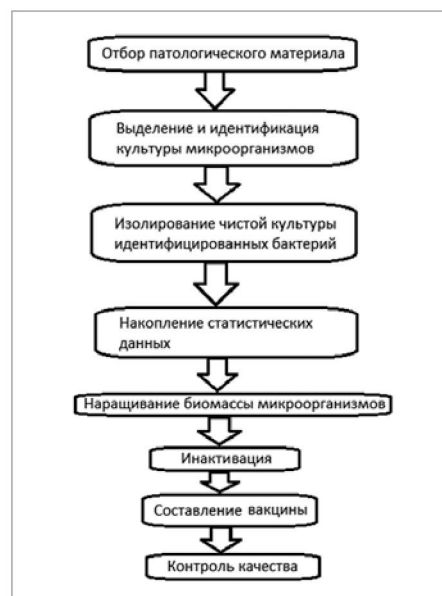 Отбор патологического материала
Выделение и идентификация
культуры микроорганизмов
Изолирование чистой культуры
идентифицированных бактерий
Накопление статистических
данных
Наращивание биомассы микроорганизмов
Инактивация
Составление вакцины
Контроль качества